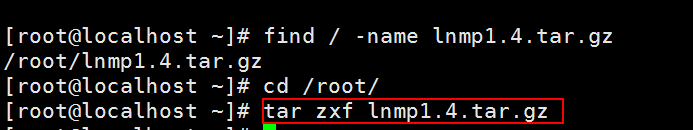 [root@localhost ~]# find / -name lnmp1.4.tar.gz
/root/lnmp1.4.tar.gz
[root@localhost ~]# cd /root/
[root@localhost ~]# tar zxf lnmp1.4.tar.gz
[root@localhost ~]#